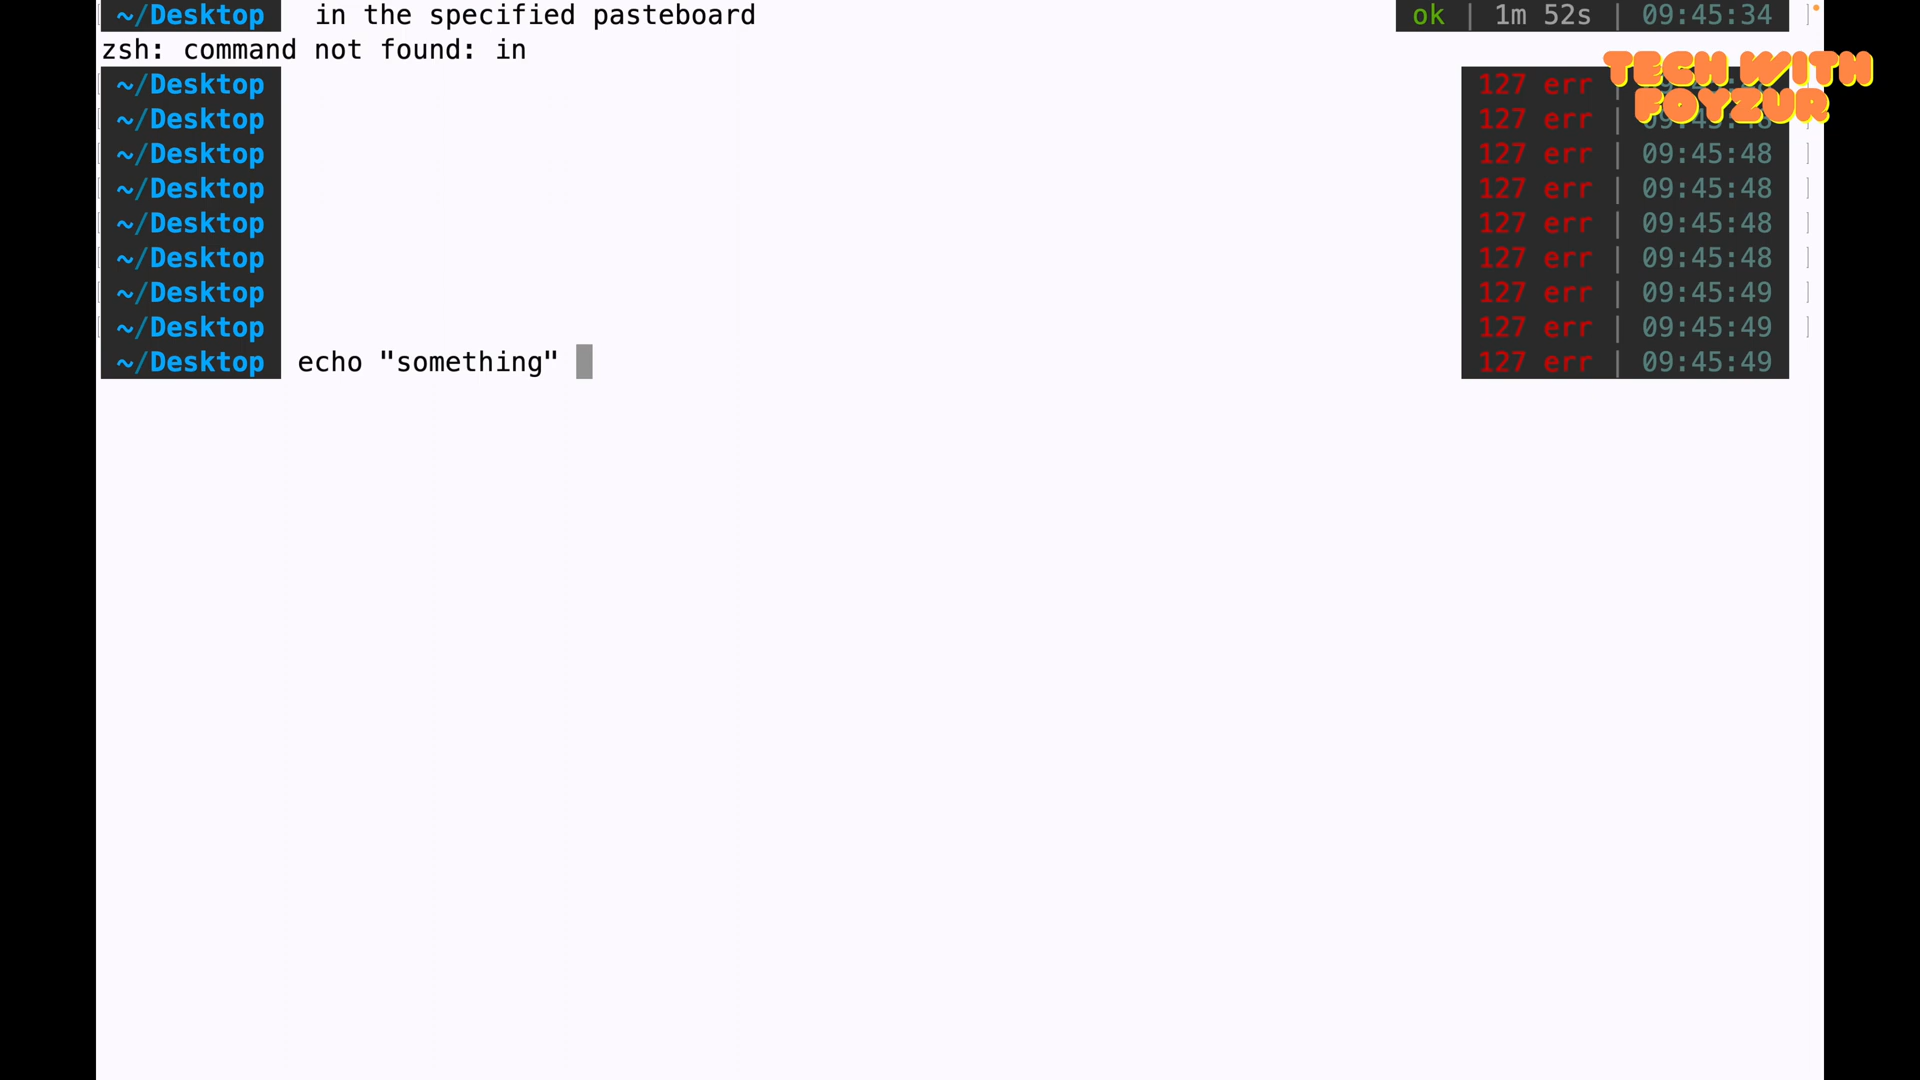 ~/Desktop in the specified pasteboard ok | 1m 52s | 09:45:34
zsh: command not found: in
~/Desktop 127 err |
TECH WITH
FOYZUR
~/Desktop 127 err | 09:45:48
~/Desktop 127 err | 09:45:48
~/Desktop 127 err | 09:45:48
~/Desktop 127 err | 09:45:48
~/Desktop 127 err | 09:45:48
~/Desktop 127 err | 09:45:49
~/Desktop 127 err | 09:45:49
~/Desktop echo "something" 127 err | 09:45:49